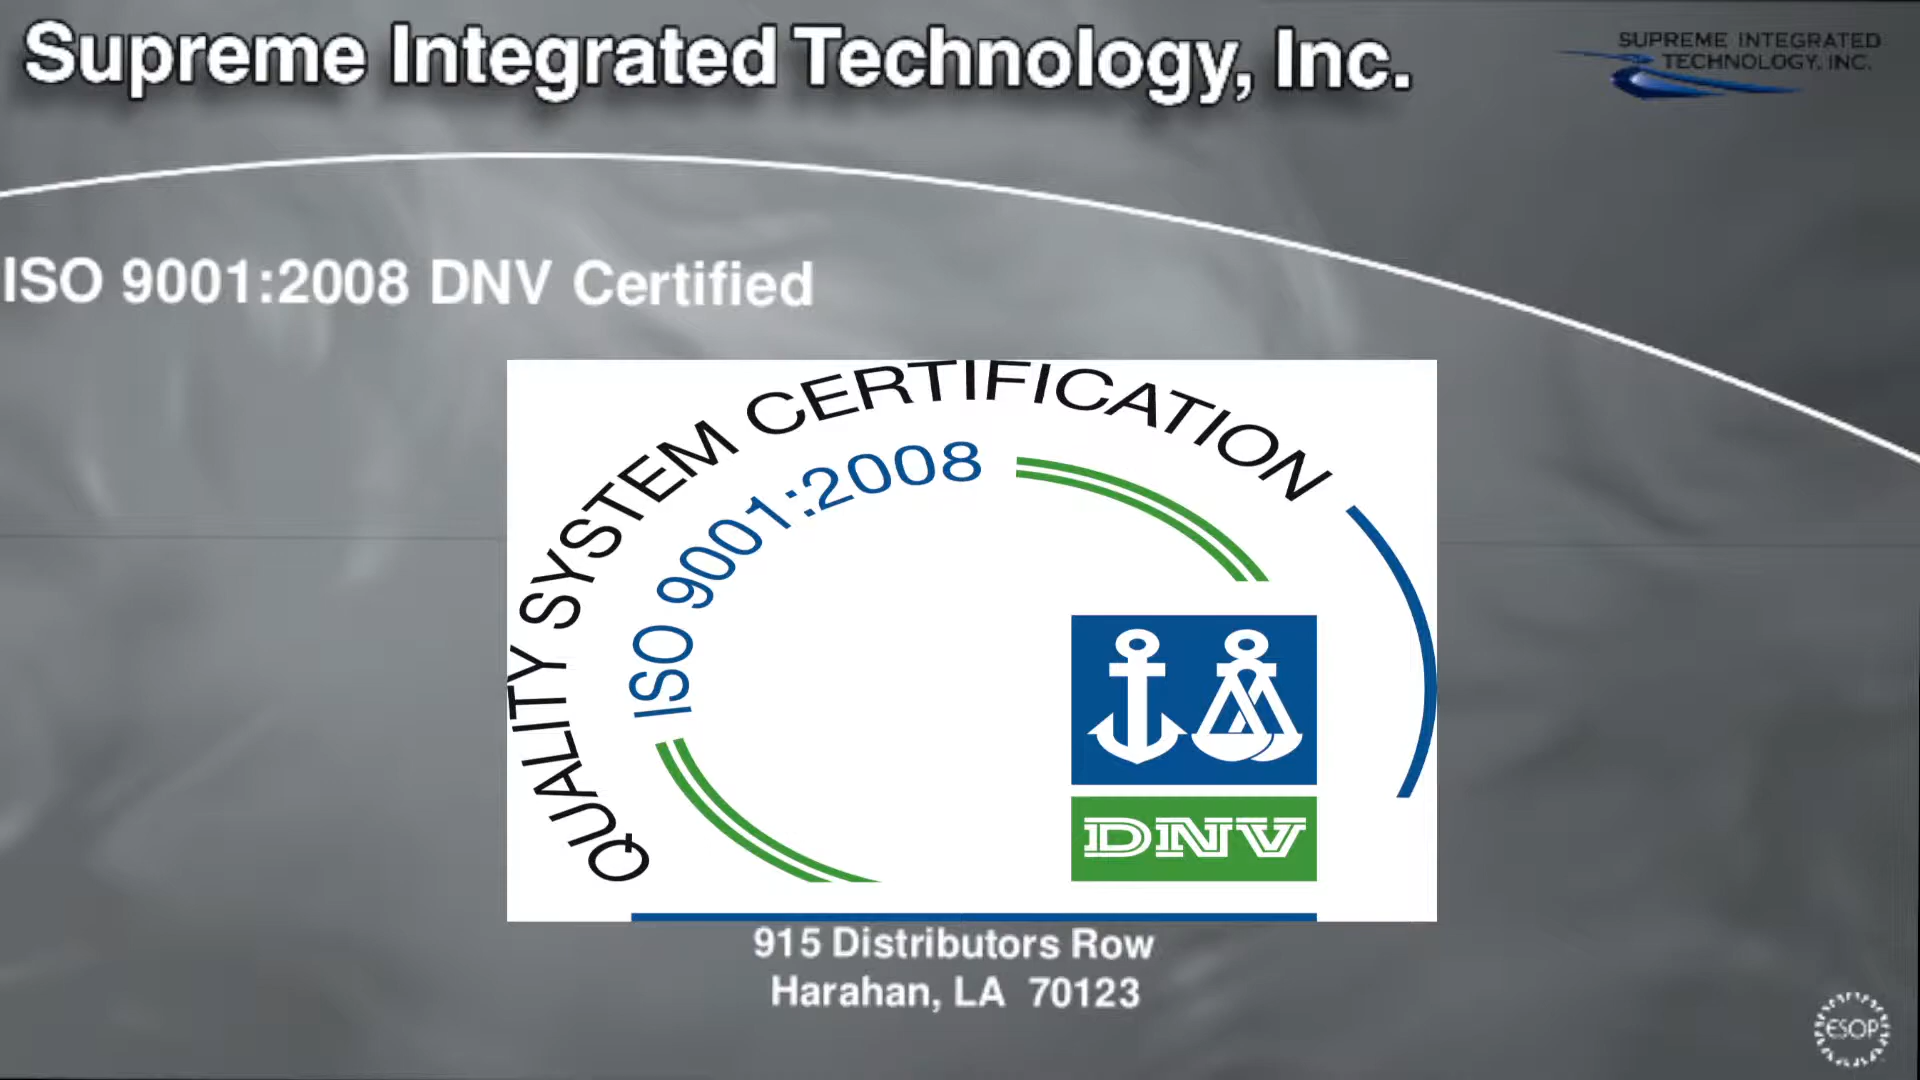 Supreme Integrated Technology, Inc.
SUPREME INTEGRATED
TECHNOLOGY, INC.
ISO 9001:2008 DNV Certified
QUALITY SYSTEM CERTIFICATION
ISO 9001:2008
DNV
915 Distributors Row
Harahan, LA 70123
ESOP